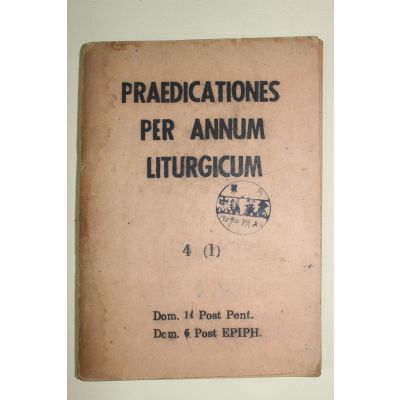 PRAEDICATIONES
PER ANNUM
LITURGICUM
4 (1)
Dom. 14 Post Pent.
Dom. 6 Post EPIPH.